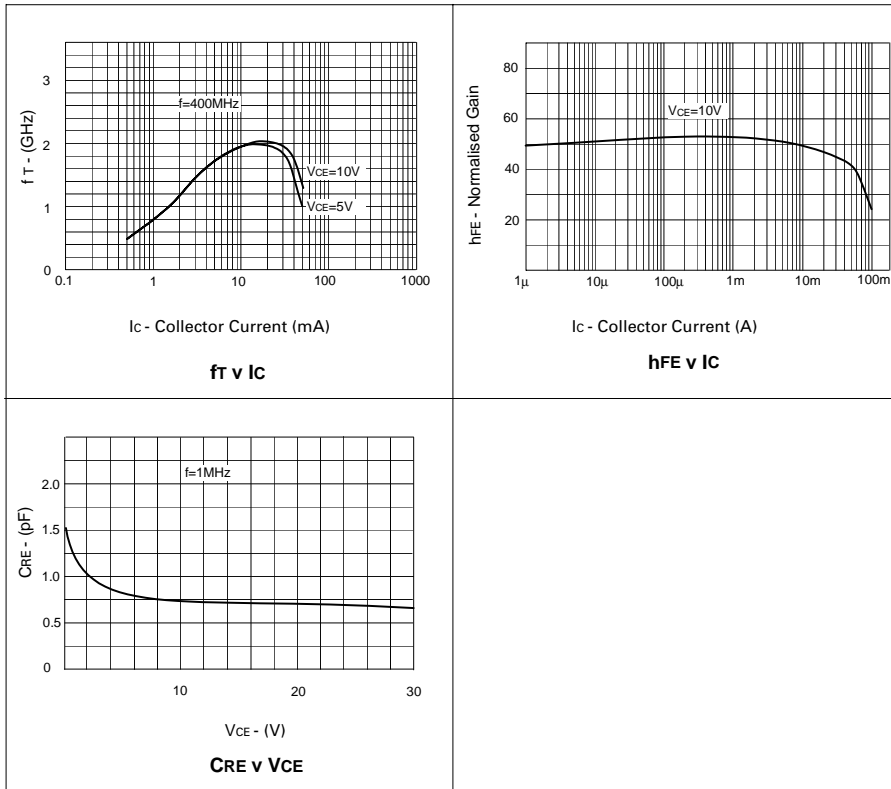 3
2
1
0
f T - (GHz)
f=400MHz
VCE=10V
VCE=5V
0.1 1 10 100 1000
IC - Collector Current (mA)
fT v IC
80
60
40
20
hFE - Normalised Gain
VCE=10V
1µ 10µ 100µ 1m 10m 100m
IC - Collector Current (A)
hFE v IC
2.0
1.5
1.0
0.5
0
CRE - (pF)
f=1MHz
10 20 30
VCE - (V)
CRE v VCE